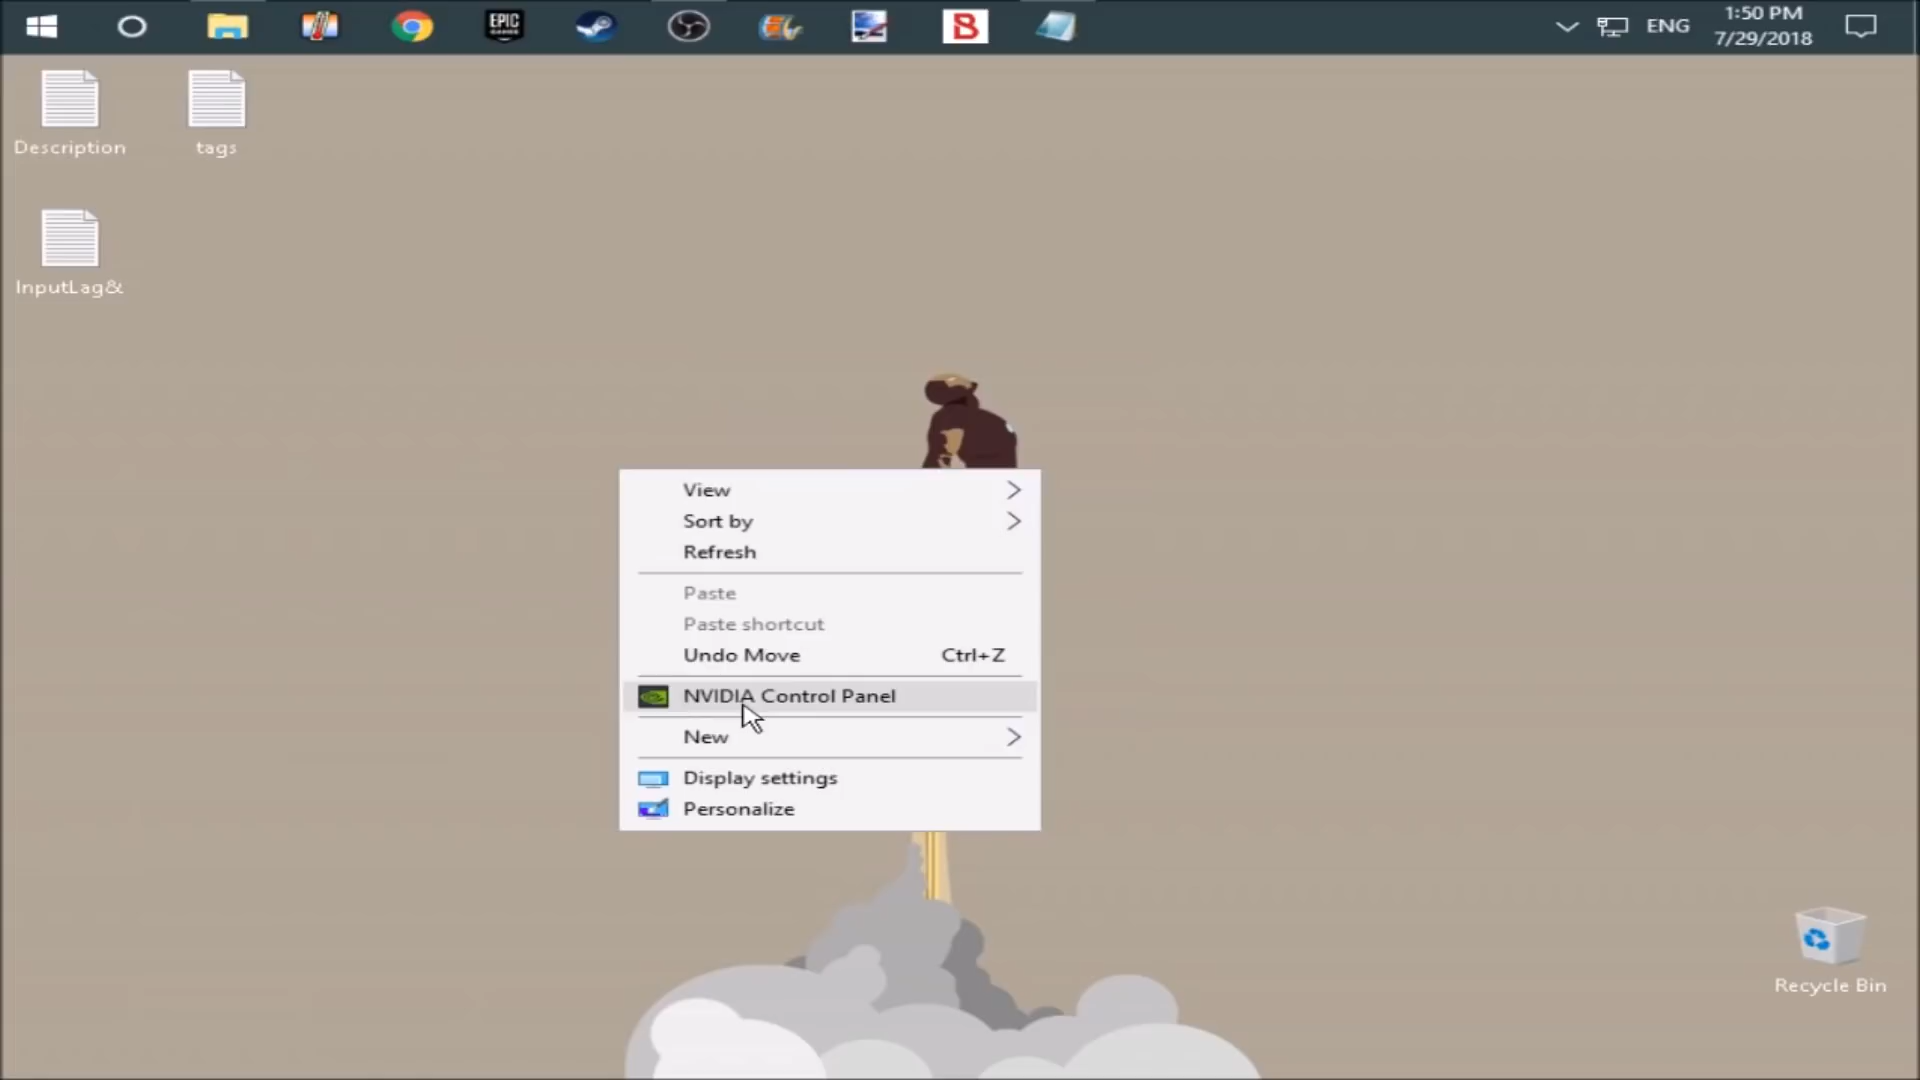 EPIC
GAMES
B
ENG
1:50 PM
7/29/2018
Description
tags
InputLag&
View
Sort by
Refresh
Paste
Paste shortcut
Undo Move Ctrl+Z
NVIDIA Control Panel
New
Display settings
Personalize
Recycle Bin